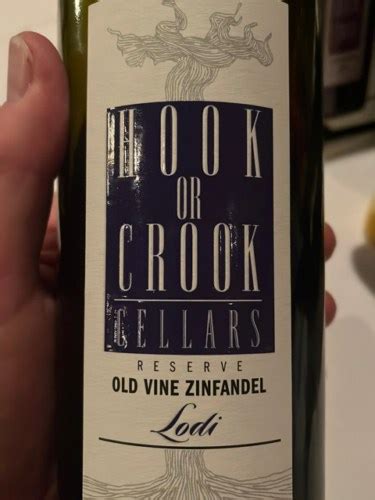 HOOK
OR
CROOK
CELLARS
RESERVE
OLD VINE ZINFANDEL
Lodi